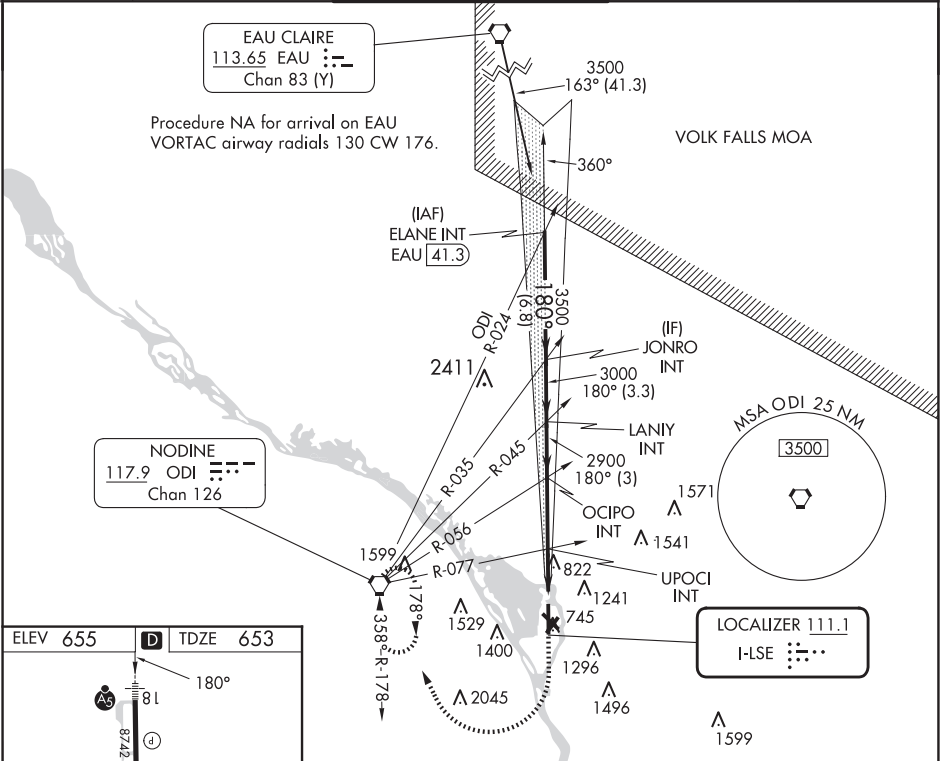 EAU CLAIRE
113.65 EAU
Chan 83 (Y)
3500
163° (41.3)
Procedure NA for arrival on EAU
VORTAC airway radials 130 CW 176.
VOLK FALLS MOA
360°
(IAF)
ELANE INT
EAU 41.3
180°
3500
(6.8)
ODI
R-024
(IF)
JONRO
INT
2411
3000
180° (3.3)
MSA ODI 25 NM
3500
LANIY
INT
NODINE
117.9 ODI
Chan 126
R-035
R-045
2900
180° (3)
OCIPO
INT
1571
1541
R-056
1599
R-077
822
UPOCI
INT
178°
358°
R-178
1241
1529
745
1400
LOCALIZER 111.1
I-LSE
1296
2045
1496
1599
ELEV 655 D TDZE 653
180°
A5
18
8742
P